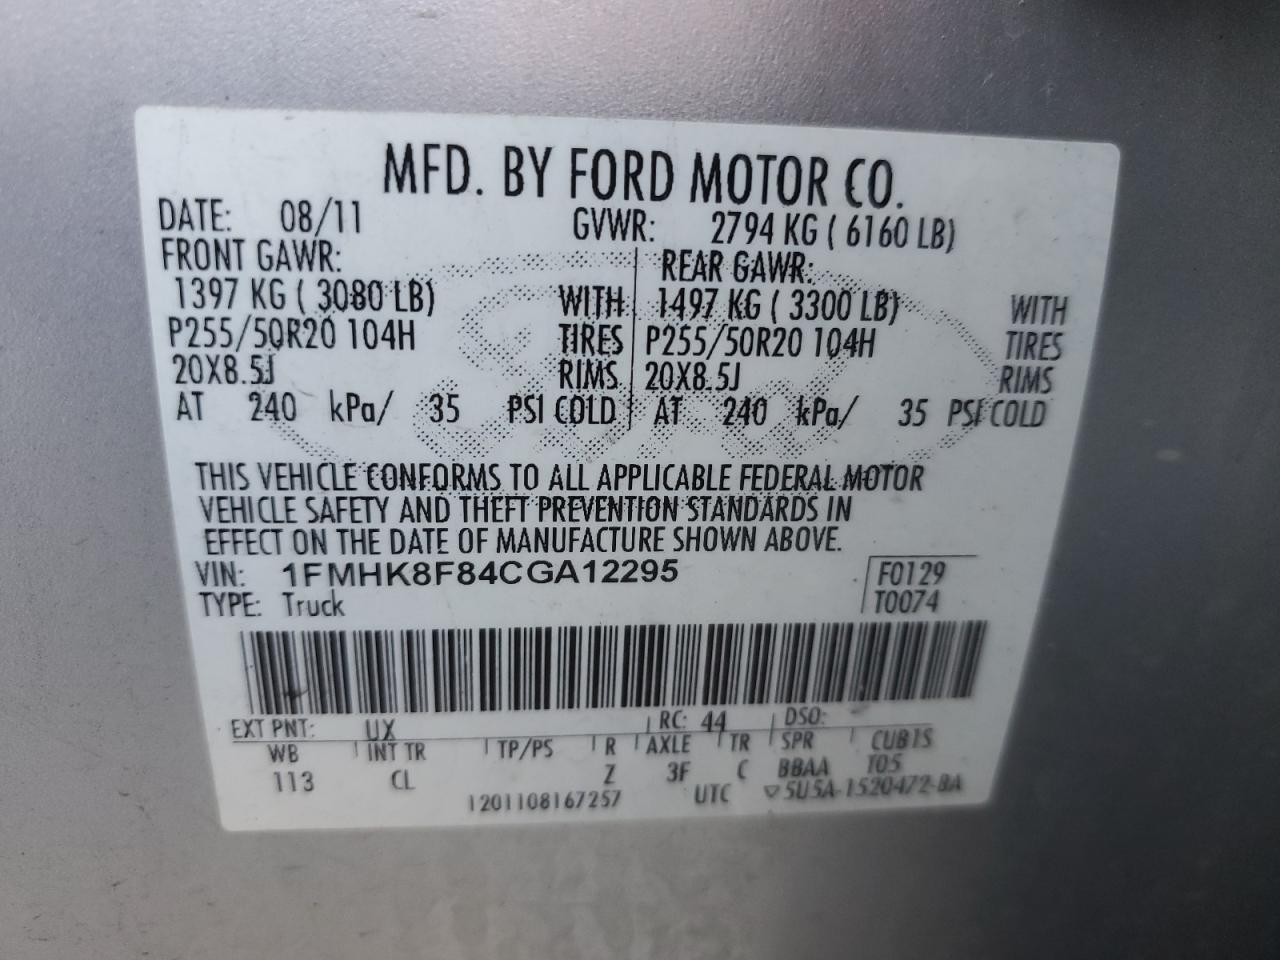 MFD. BY FORD MOTOR CO.
DATE: 08/11 GVWR: 2794 KG ( 6160 LB)
FRONT GAWR: REAR GAWR:
1397 KG ( 3080 LB) WITH 1497 KG ( 3300 LB) WITH
P255/50R20 104H TIRES P255/50R20 104H TIRES
20X8.5J RIMS 20X8.5J RIMS
AT 240 kPa/ 35 PSI COLD AT 240 kPa/ 35 PSI COLD
THIS VEHICLE CONFORMS TO ALL APPLICABLE FEDERAL MOTOR
VEHICLE SAFETY AND THEFT PREVENTION STANDARDS IN
EFFECT ON THE DATE OF MANUFACTURE SHOWN ABOVE.
VIN: 1FMHK8F84CGA12295 F0129
TYPE: Truck T0074
EXT PNT: UX RC: 44 DSO:
WB INT TR TP/PS R AXLE TR SPR CUB1S
113 CL Z 3F C BBAA T05
1201108167257 UTC ▽5U5A-1520472-BA